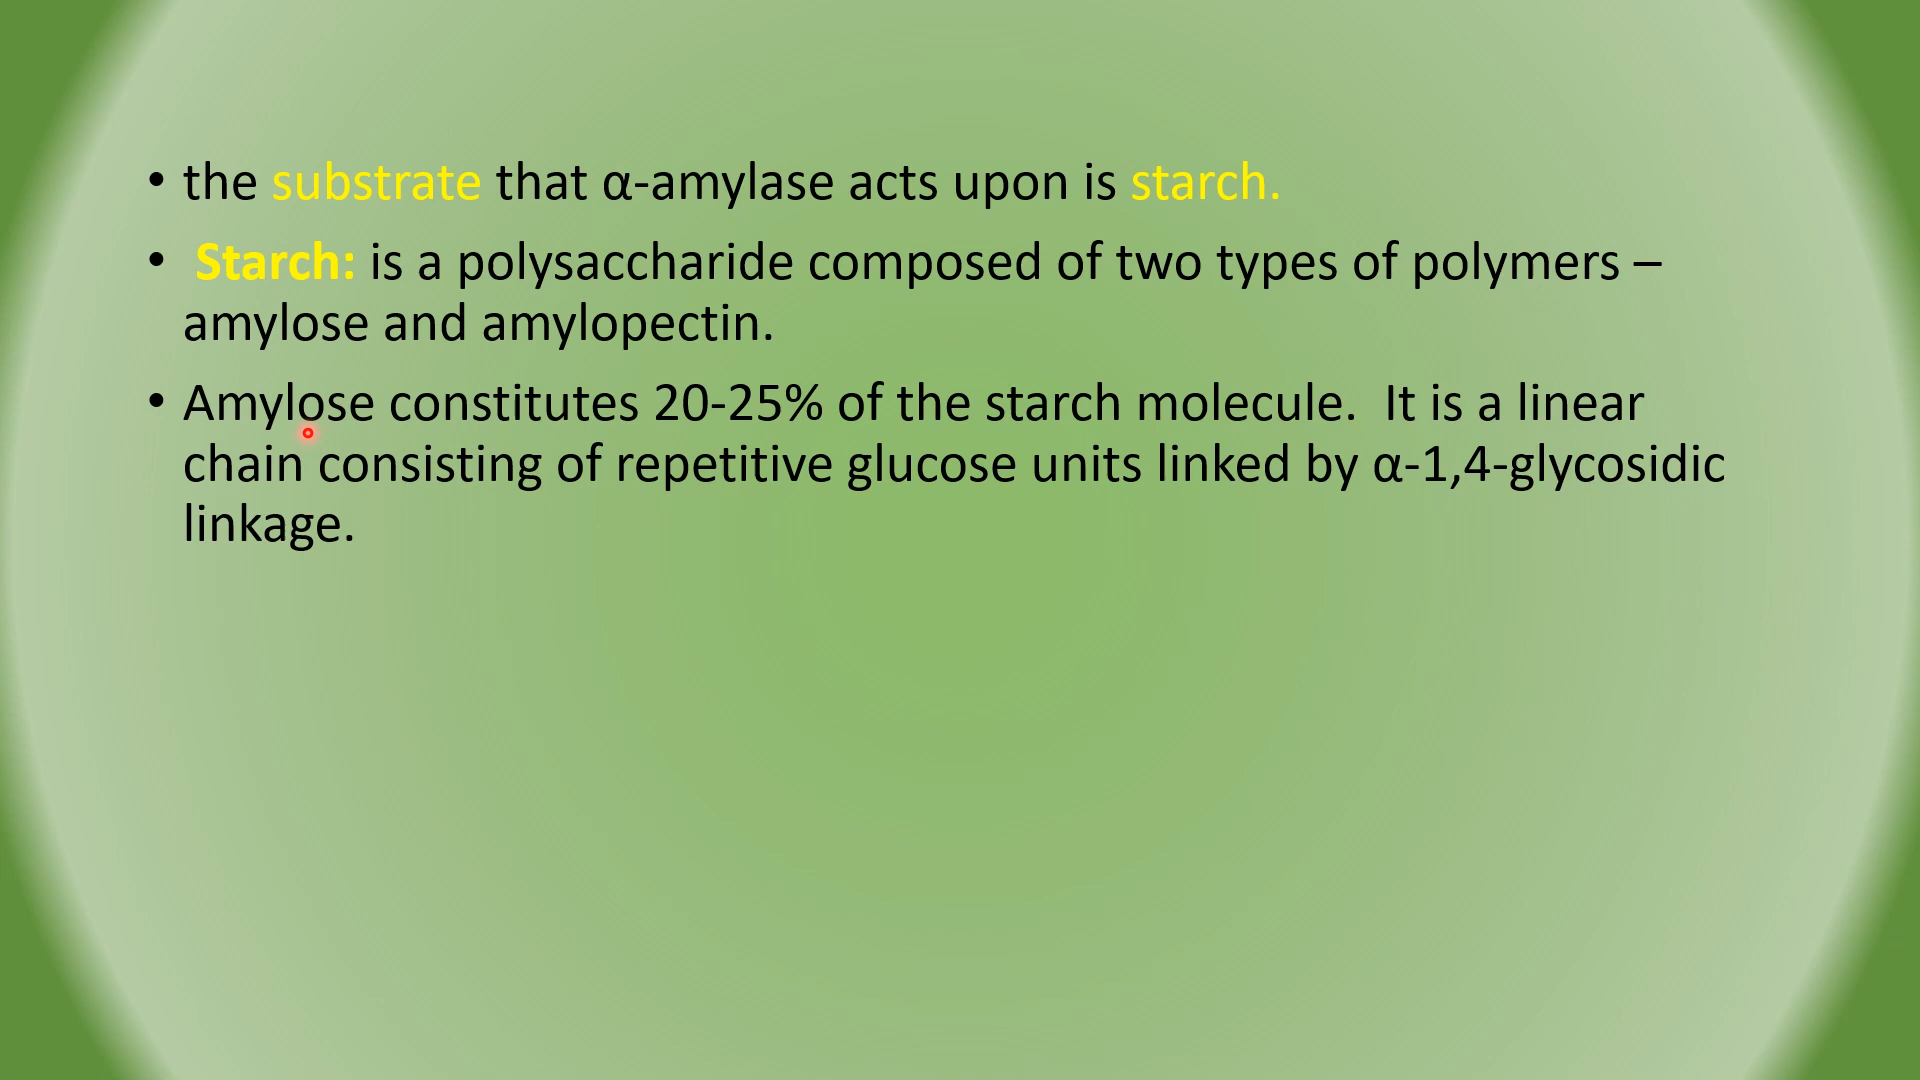 • the substrate that α-amylase acts upon is starch.
• Starch: is a polysaccharide composed of two types of polymers –
amylose and amylopectin.
• Amylose constitutes 20-25% of the starch molecule.  It is a linear
chain consisting of repetitive glucose units linked by α-1,4-glycosidic
linkage.